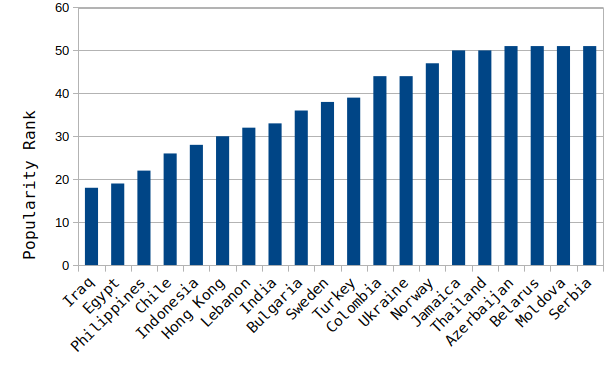 60
50
40
30
20
10
0
Popularity Rank
Iraq
Egypt
Philippines
Chile
Indonesia
Hong Kong
Lebanon
India
Bulgaria
Sweden
Turkey
Colombia
Ukraine
Norway
Jamaica
Thailand
Azerbaijan
Belarus
Moldova
Serbia